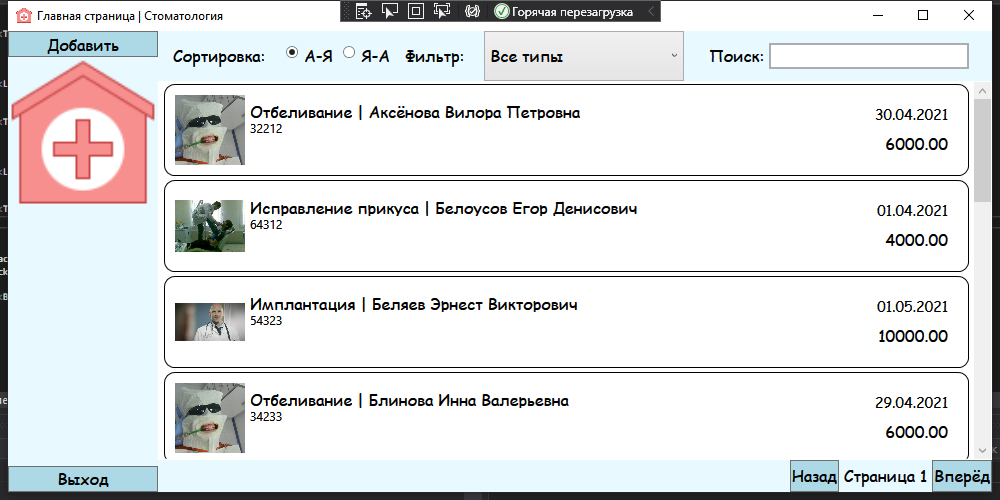 Главная страница | Стоматология
Горячая перезагрузка
Добавить
Сортировка: А-Я Я-А Фильтр: Все типы Поиск:
Отбеливание | Аксёнова Вилора Петровна
32212
30.04.2021
6000.00
Исправление прикуса | Белоусов Егор Денисович
64312
01.04.2021
4000.00
Имплантация | Беляев Эрнест Викторович
54323
01.05.2021
10000.00
Отбеливание | Блинова Инна Валерьевна
34233
29.04.2021
6000.00
Выход
Назад Страница 1 Вперёд